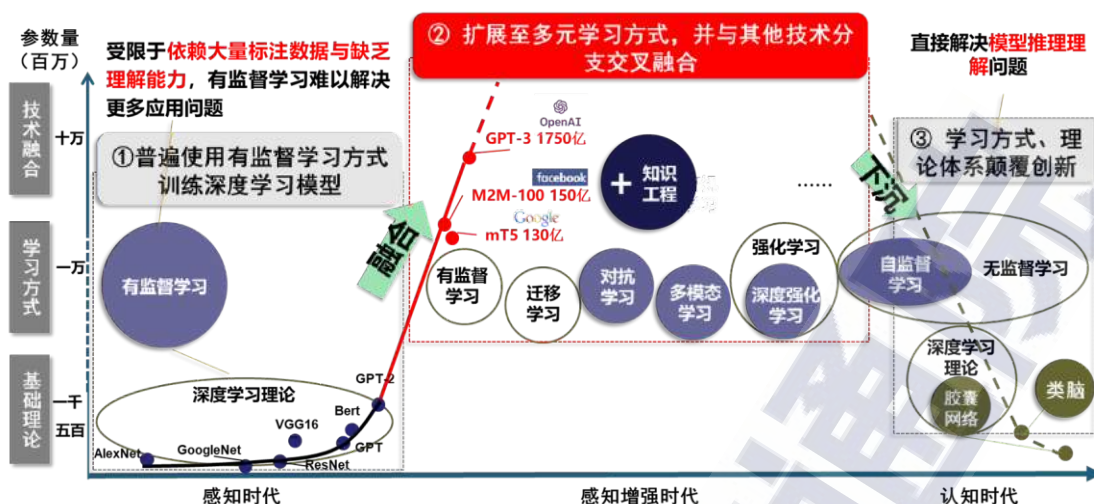 参数量
(百万)
技术融合
学习方式
基础理论
十万
一万
一千
五百
受限于依赖大量标注数据与缺乏
理解能力，有监督学习难以解决
更多应用问题
①普遍使用有监督学习方式
训练深度学习模型
有监督学习
深度学习理论
AlexNet
GoogleNet
VGG16
ResNet
Bert
GPT
GPT-2
融合
② 扩展至多元学习方式，并与其他技术分
支交叉融合
OpenAI
GPT-3 1750亿
facebook
M2M-100 150亿
Google
mT5 130亿
+ 知识
工程
......
有监督
学习
迁移
学习
对抗
学习
多模态
学习
强化学习
深度强化
学习
直接解决模型推理理
解问题
③ 学习方式、理
论体系颠覆创新
下沉
自监督
学习
无监督学习
深度学习
理论
胶囊
网络
类脑
感知时代
感知增强时代
认知时代